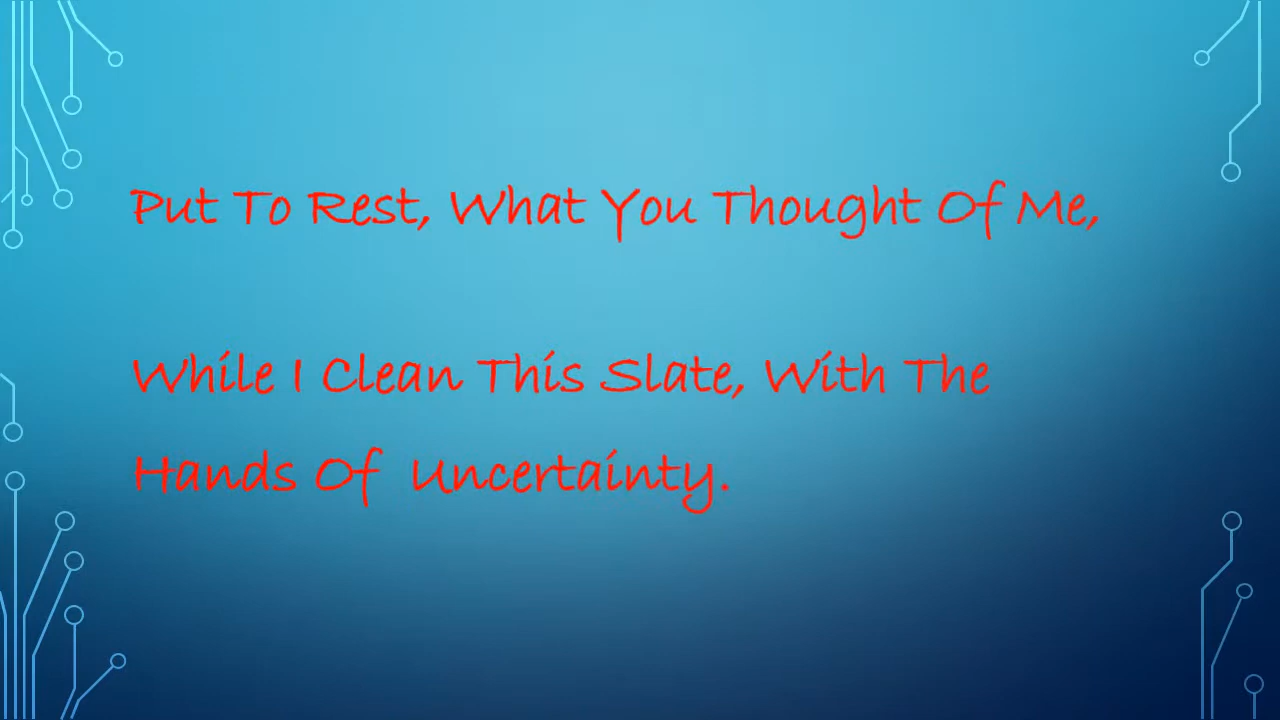 Put To Rest, What You Thought Of Me,
While I Clean This Slate, With The
Hands Of Uncertainty.